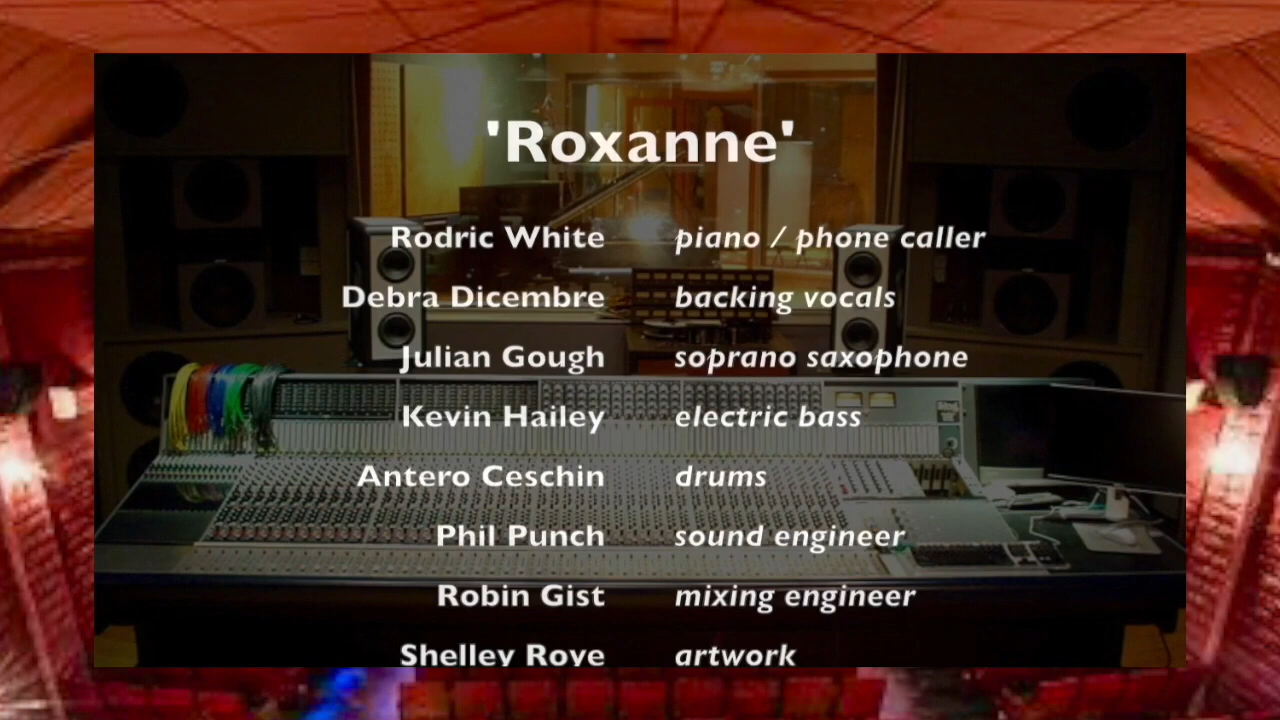 'Roxanne'
Rodric White piano / phone caller
Debra Dicembre backing vocals
Julian Gough soprano saxophone
Kevin Hailey electric bass
Antero Ceschin drums
Phil Punch sound engineer
Robin Gist mixing engineer
Shelley Roye artwork